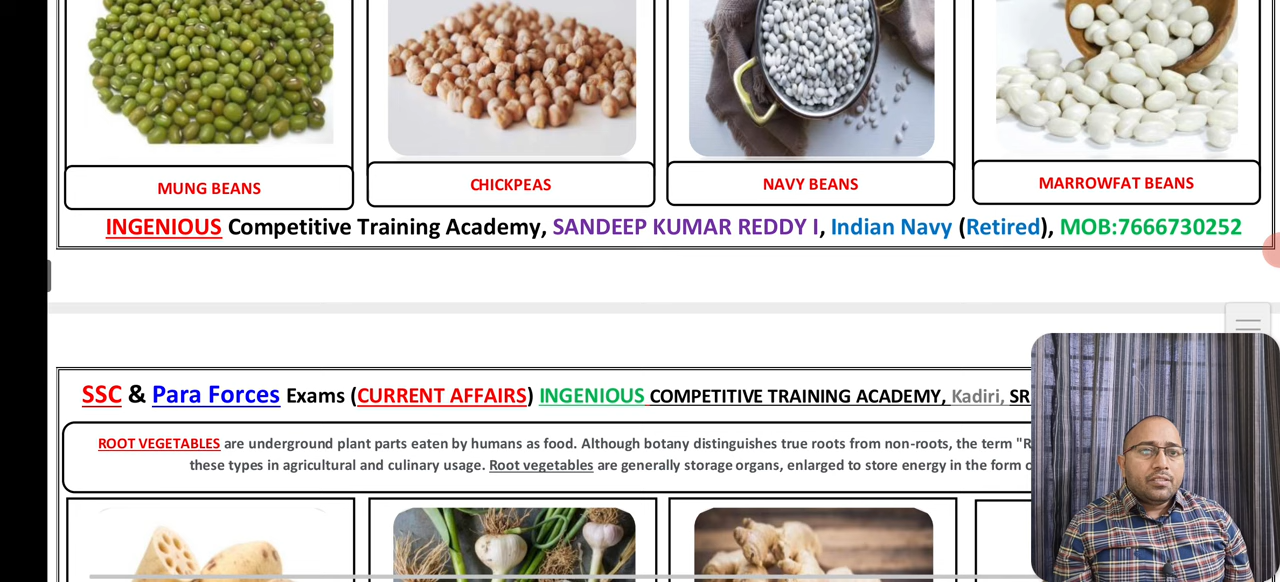 MUNG BEANS
CHICKPEAS
NAVY BEANS
MARROWFAT BEANS
INGENIOUS Competitive Training Academy, SANDEEP KUMAR REDDY I, Indian Navy (Retired), MOB:7666730252
SSC & Para Forces Exams (CURRENT AFFAIRS) INGENIOUS COMPETITIVE TRAINING ACADEMY, Kadiri, SR
ROOT VEGETABLES are underground plant parts eaten by humans as food. Although botany distinguishes true roots from non-roots, the term "R
these types in agricultural and culinary usage. Root vegetables are generally storage organs, enlarged to store energy in the form